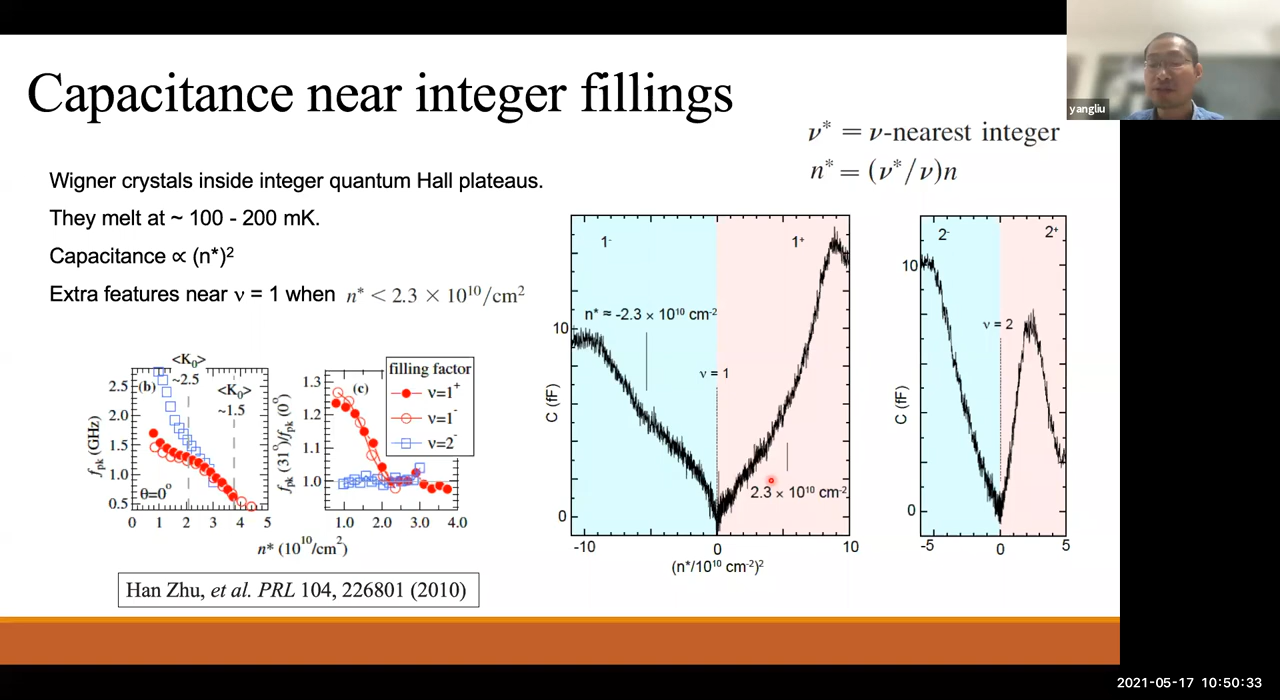 Capacitance near integer fillings
yangliu
ν* = ν-nearest integer
n* = (ν*/ν)n
Wigner crystals inside integer quantum Hall plateaus.
They melt at ~ 100 - 200 mK.
Capacitance ∝ (n*)²
Extra features near ν = 1 when n* < 2.3 × 10¹⁰/cm²
<K₀>
~2.5
<K₀>
~1.5
(b)
2.5
2.0
1.5
1.0
0.5
fpk (GHz)
θ=0°
0 1 2 3 4 5
(c)
1.3
1.2
1.1
1.0
fpk (31°)/fpk (0°)
1.0 2.0 3.0 4.0
filling factor
ν=1⁺
ν=1⁻
ν=2⁻
n* (10¹⁰/cm²)
Han Zhu, et al. PRL 104, 226801 (2010)
1⁻
1⁺
n* ≈ -2.3 × 10¹⁰ cm⁻²
10
ν = 1
C (fF)
2.3 × 10¹⁰ cm⁻²
0
-10 0 10
(n*/10¹⁰ cm⁻²)²
2⁻
2⁺
10
ν = 2
C (fF)
0
-5 0 5
2021-05-17 10:50:33